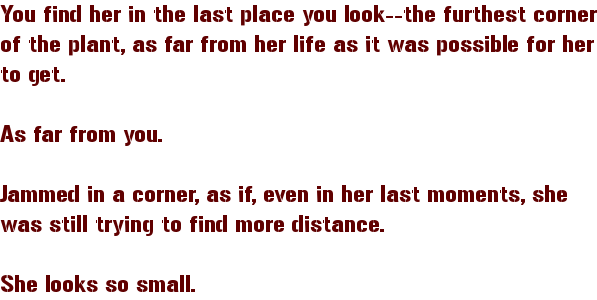 You find her in the last place you look--the furthest corner
of the plant, as far from her life as it was possible for her
to get.
As far from you.
Jammed in a corner, as if, even in her last moments, she
was still trying to find more distance.
She looks so small.